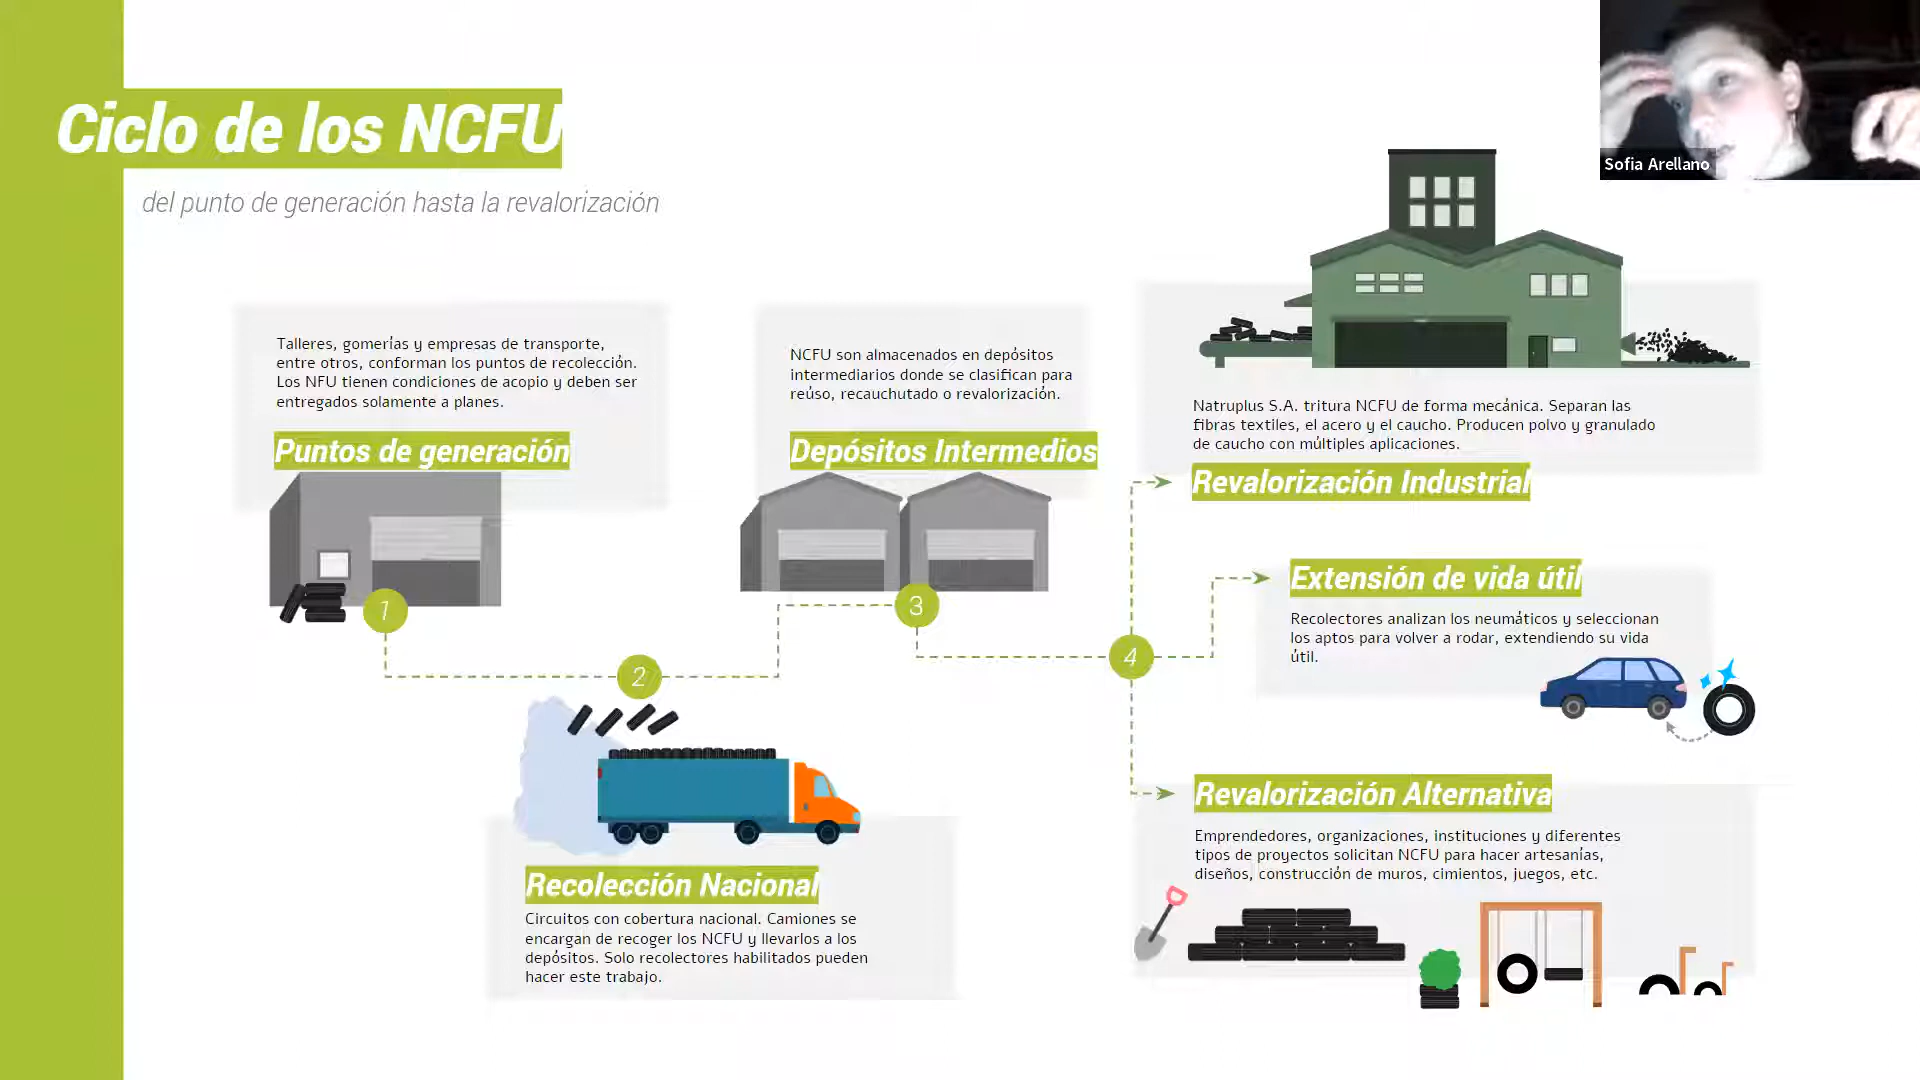 Ciclo de los NCFU
del punto de generación hasta la revalorización
Sofia Arellano
Talleres, gomerías y empresas de transporte,
entre otros, conforman los puntos de recolección.
Los NFU tienen condiciones de acopio y deben ser
entregados solamente a planes.
Puntos de generación
1
2
Recolección Nacional
Circuitos con cobertura nacional. Camiones se
encargan de recoger los NCFU y llevarlos a los
depósitos. Solo recolectores habilitados pueden
hacer este trabajo.
NCFU son almacenados en depósitos
intermediarios donde se clasifican para
reúso, recauchutado o revalorización.
Depósitos Intermedios
3
4
Natruplus S.A. tritura NCFU de forma mecánica. Separan las
fibras textiles, el acero y el caucho. Producen polvo y granulado
de caucho con múltiples aplicaciones.
Revalorización Industrial
Extensión de vida útil
Recolectores analizan los neumáticos y seleccionan
los aptos para volver a rodar, extendiendo su vida
útil.
Revalorización Alternativa
Emprendedores, organizaciones, instituciones y diferentes
tipos de proyectos solicitan NCFU para hacer artesanías,
diseños, construcción de muros, cimientos, juegos, etc.